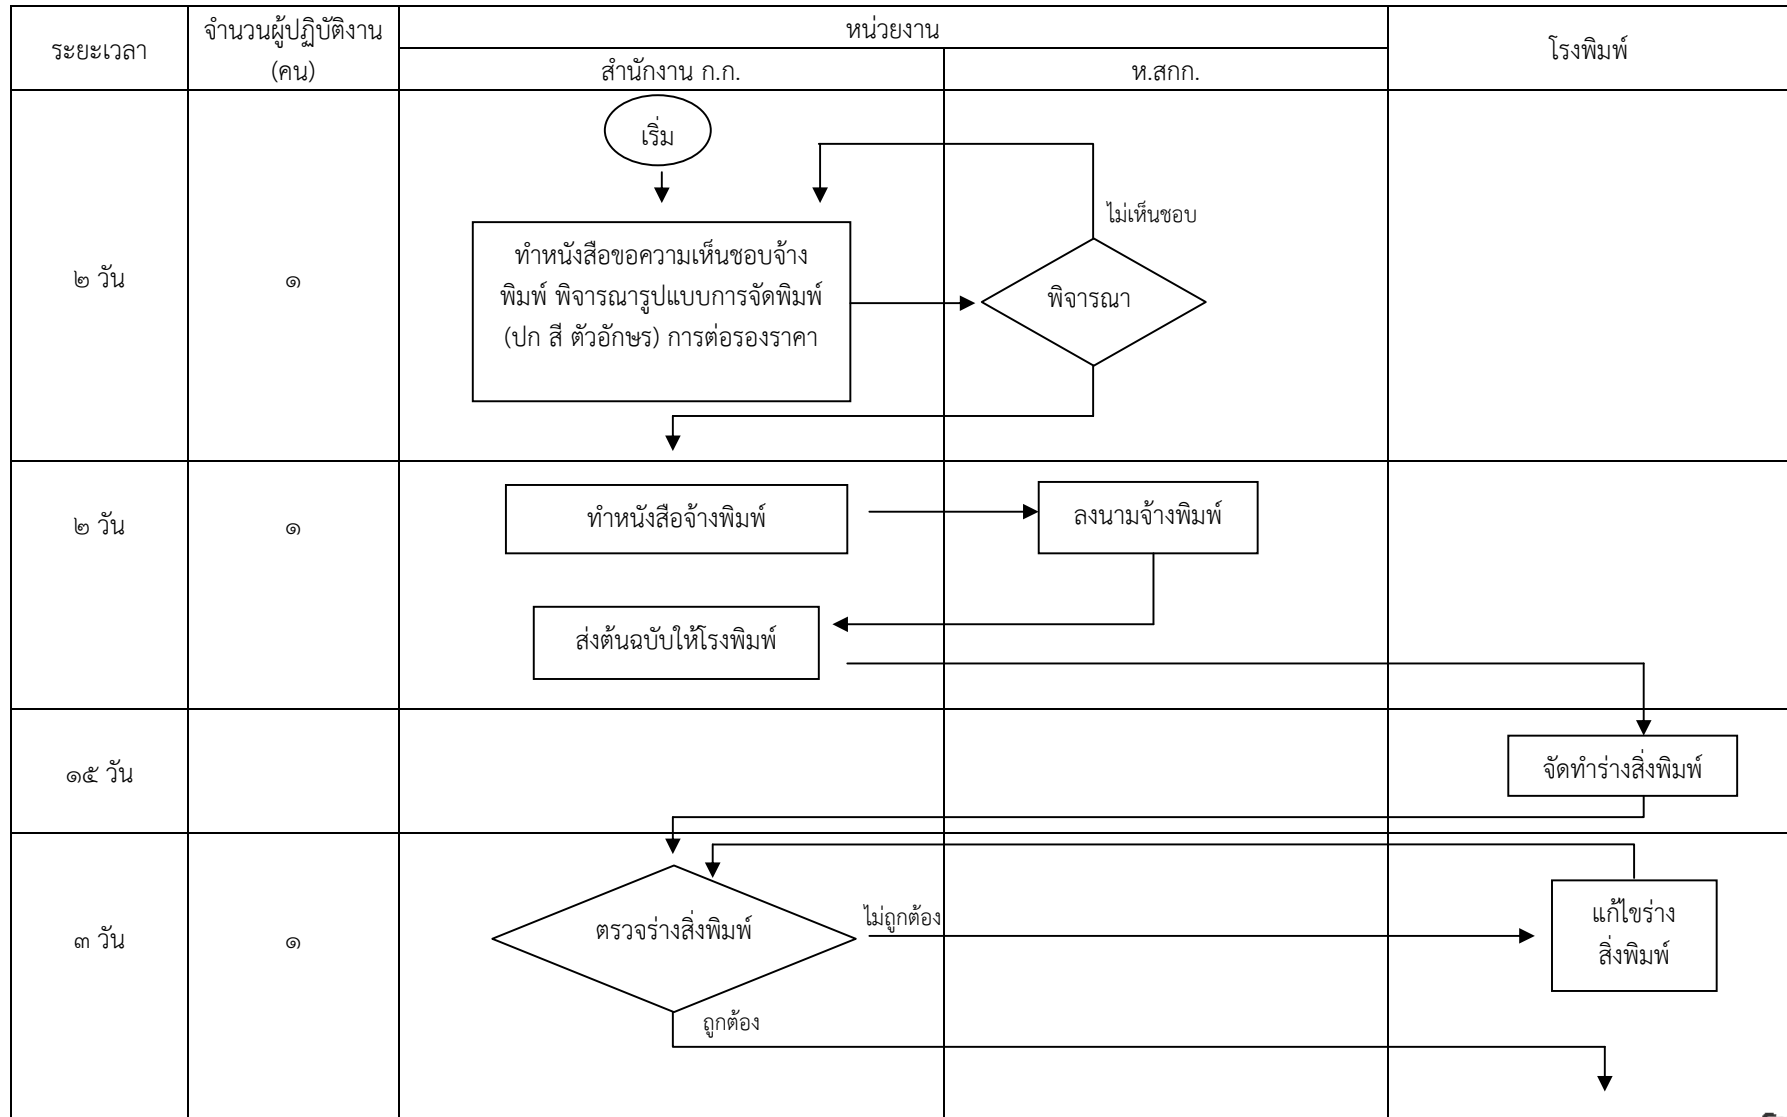 ระยะเวลา
จำนวนผู้ปฏิบัติงาน
(คน)
หน่วยงาน
โรงพิมพ์
สำนักงาน ก.ก.
ห.สกก.
เริ่ม
ไม่เห็นชอบ
๒ วัน
๑
ทำหนังสือขอความเห็นชอบจ้าง
พิมพ์ พิจารณารูปแบบการจัดพิมพ์
(ปก สี ตัวอักษร) การต่อรองราคา
พิจารณา
๒ วัน
๑
ทำหนังสือจ้างพิมพ์
ลงนามจ้างพิมพ์
ส่งต้นฉบับให้โรงพิมพ์
๑๕ วัน
จัดทำร่างสิ่งพิมพ์
๓ วัน
๑
ตรวจร่างสิ่งพิมพ์
ไม่ถูกต้อง
แก้ไขร่าง
สิ่งพิมพ์
ถูกต้อง